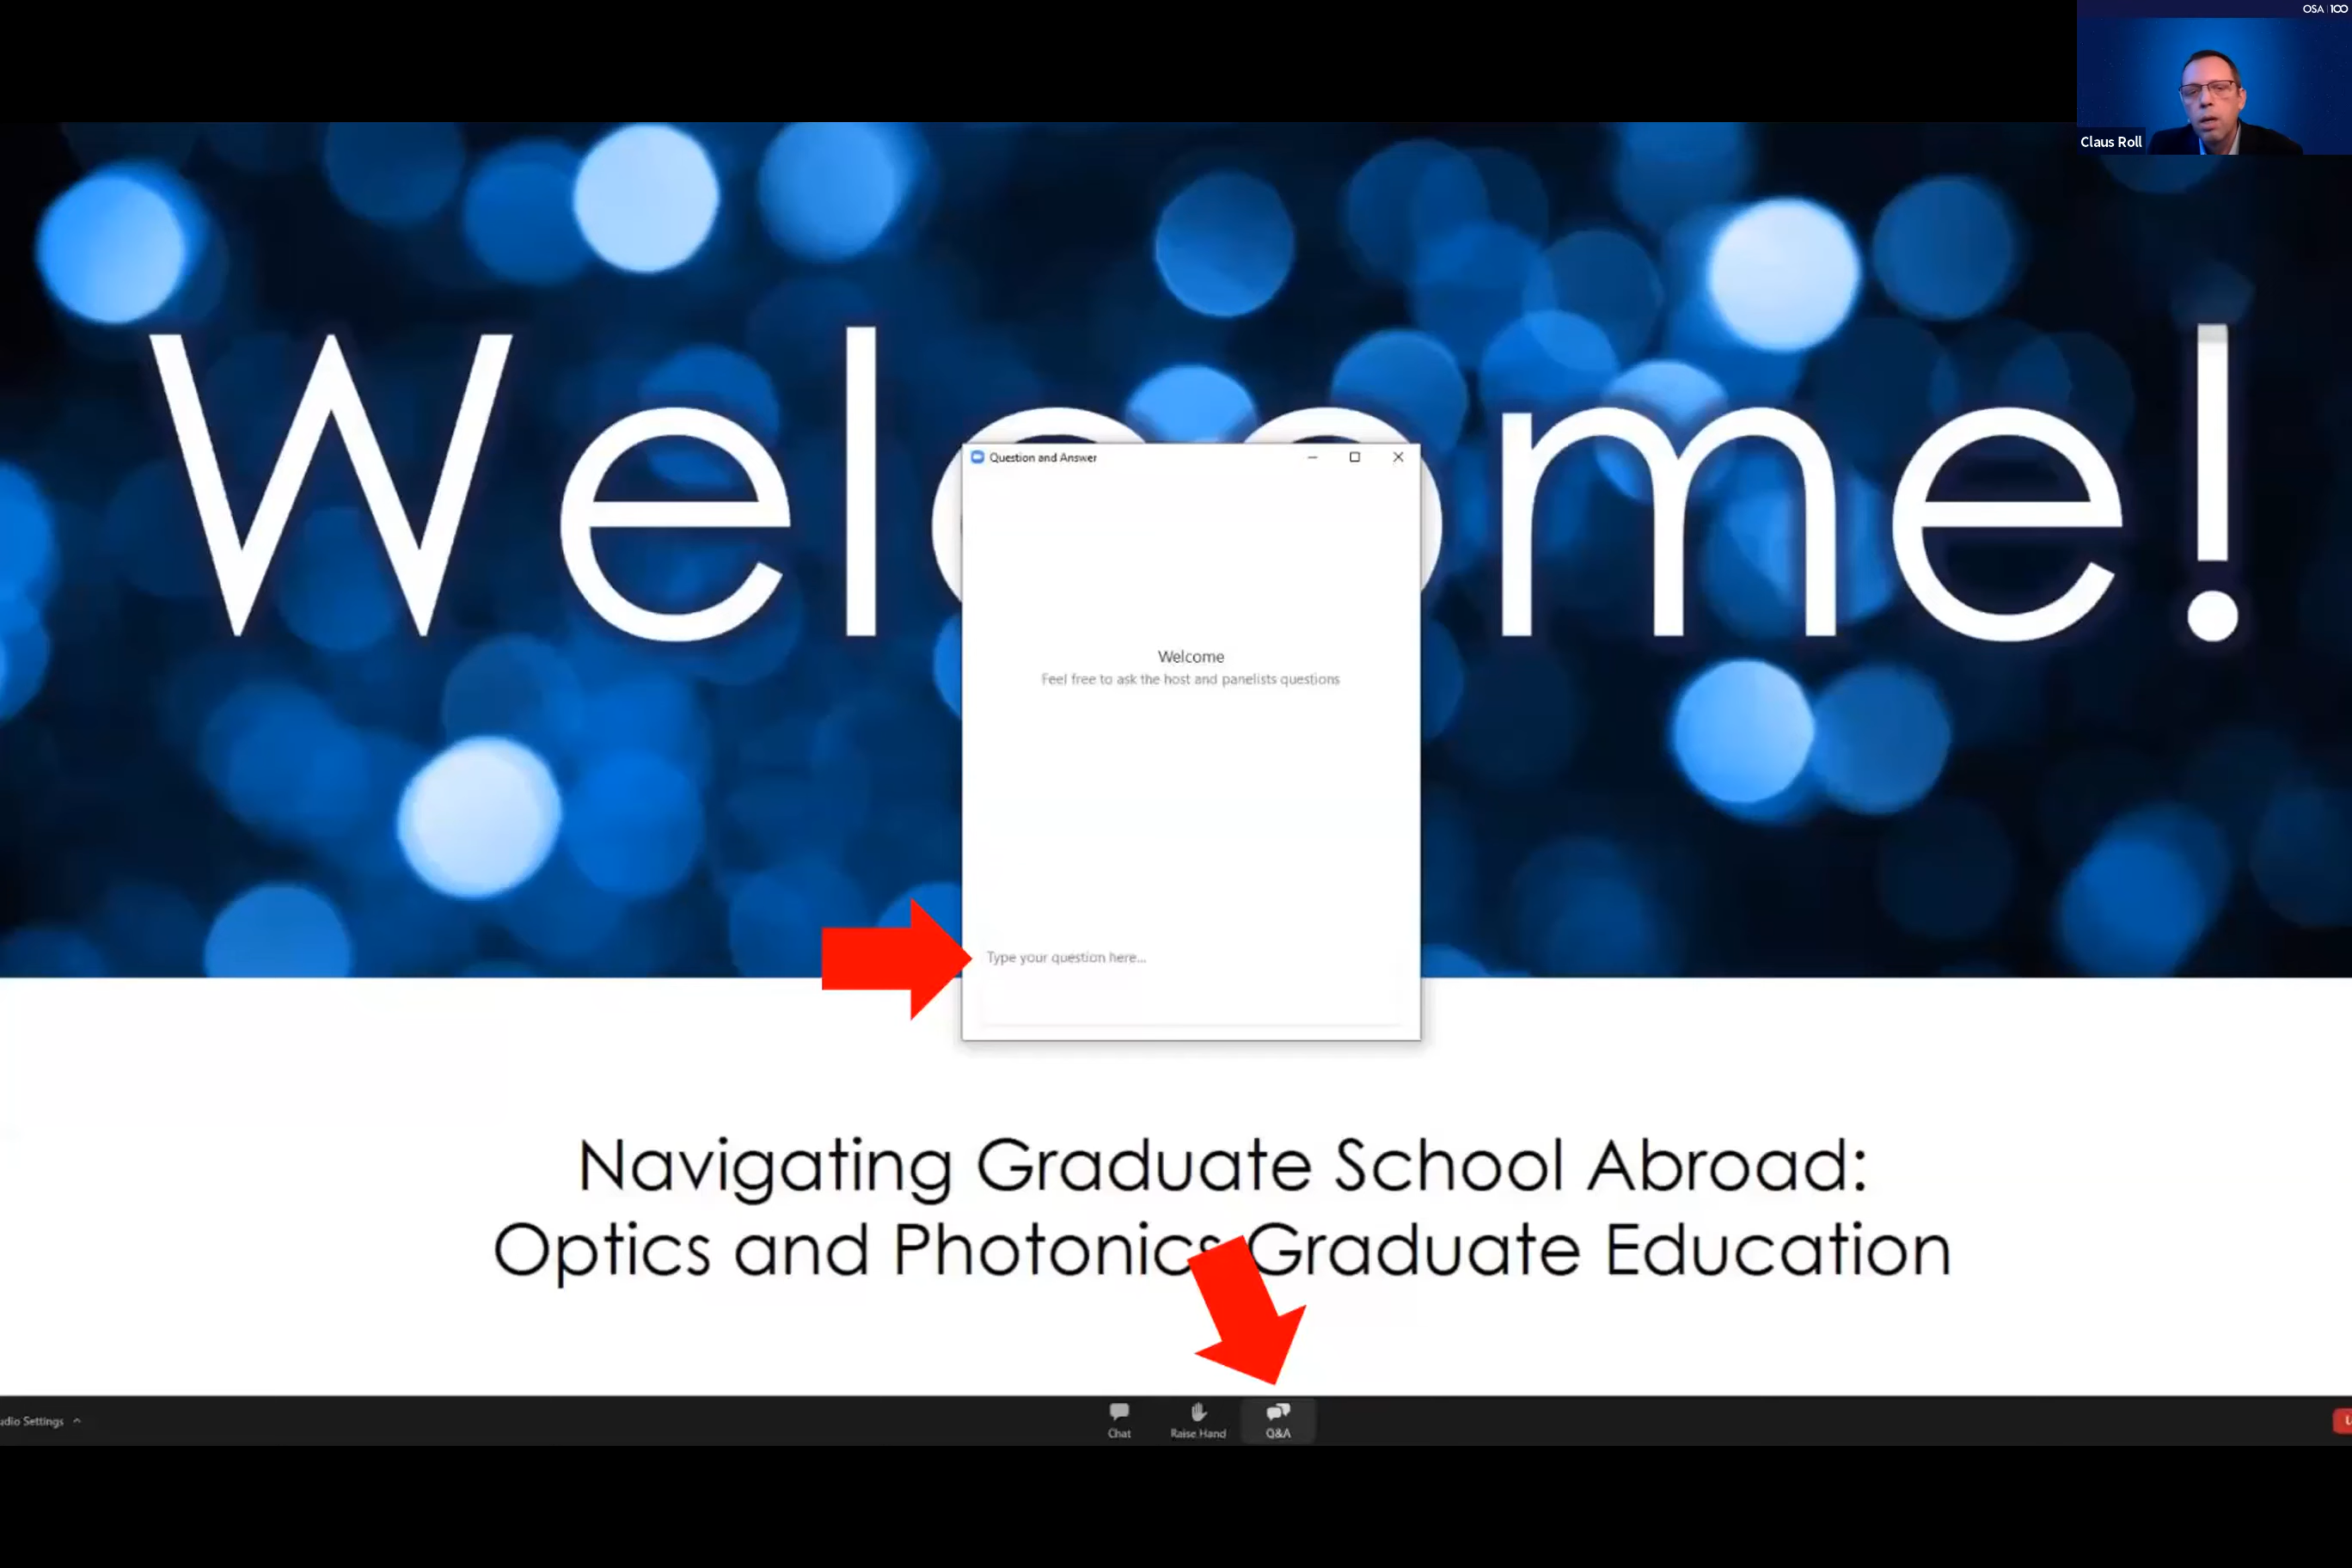 OSA 100
Claus Roll
Welcome!
Question and Answer
Welcome
Feel free to ask the host and panelists questions
Type your question here...
Navigating Graduate School Abroad:
Optics and Photonics Graduate Education
udio Settings
Chat
Raise Hand
Q&A